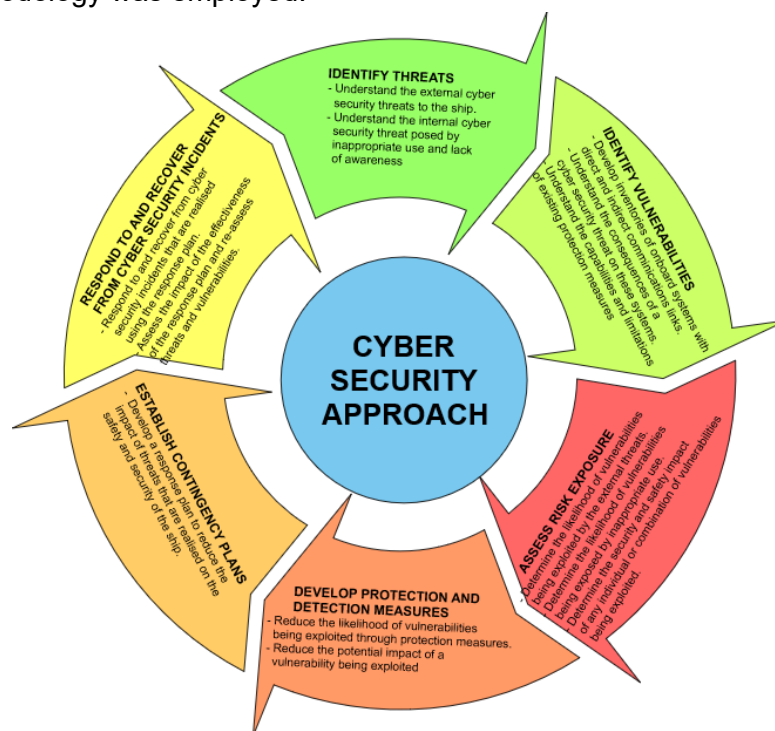 odology was employed.
IDENTIFY THREATS
- Understand the external cyber
security threats to the ship.
- Understand the internal cyber
security threat posed by
inappropriate use and lack
of awareness
IDENTIFY VULNERABILITIES
- Develop inventories of onboard systems with
direct and indirect communications links.
- Understand the consequences of a
cyber security threat on these systems.
- Understand the capabilities and limitations
of existing protection measures
ASSESS RISK EXPOSURE
- Determine the likelihood of vulnerabilities
being exploited by the external threats.
- Determine the likelihood of vulnerabilities
being exposed by inappropriate use.
- Determine the security and safety impact
of any individual or combination of vulnerabilities
being exploited.
DEVELOP PROTECTION AND
DETECTION MEASURES
- Reduce the likelihood of vulnerabilities
being exploited through protection measures.
- Reduce the potential impact of a
vulnerability being exploited
ESTABLISH CONTINGENCY PLANS
- Develop a response plan to reduce the
impact of threats that are realised on the
safety and security of the ship.
RESPOND TO AND RECOVER
FROM CYBER SECURITY INCIDENTS
- Respond to and recover from cyber
security incidents that are realised
using the response plan.
- Assess the impact of the effectiveness
of the response plan and re-assess
threats and vulnerabilities.
CYBER
SECURITY
APPROACH